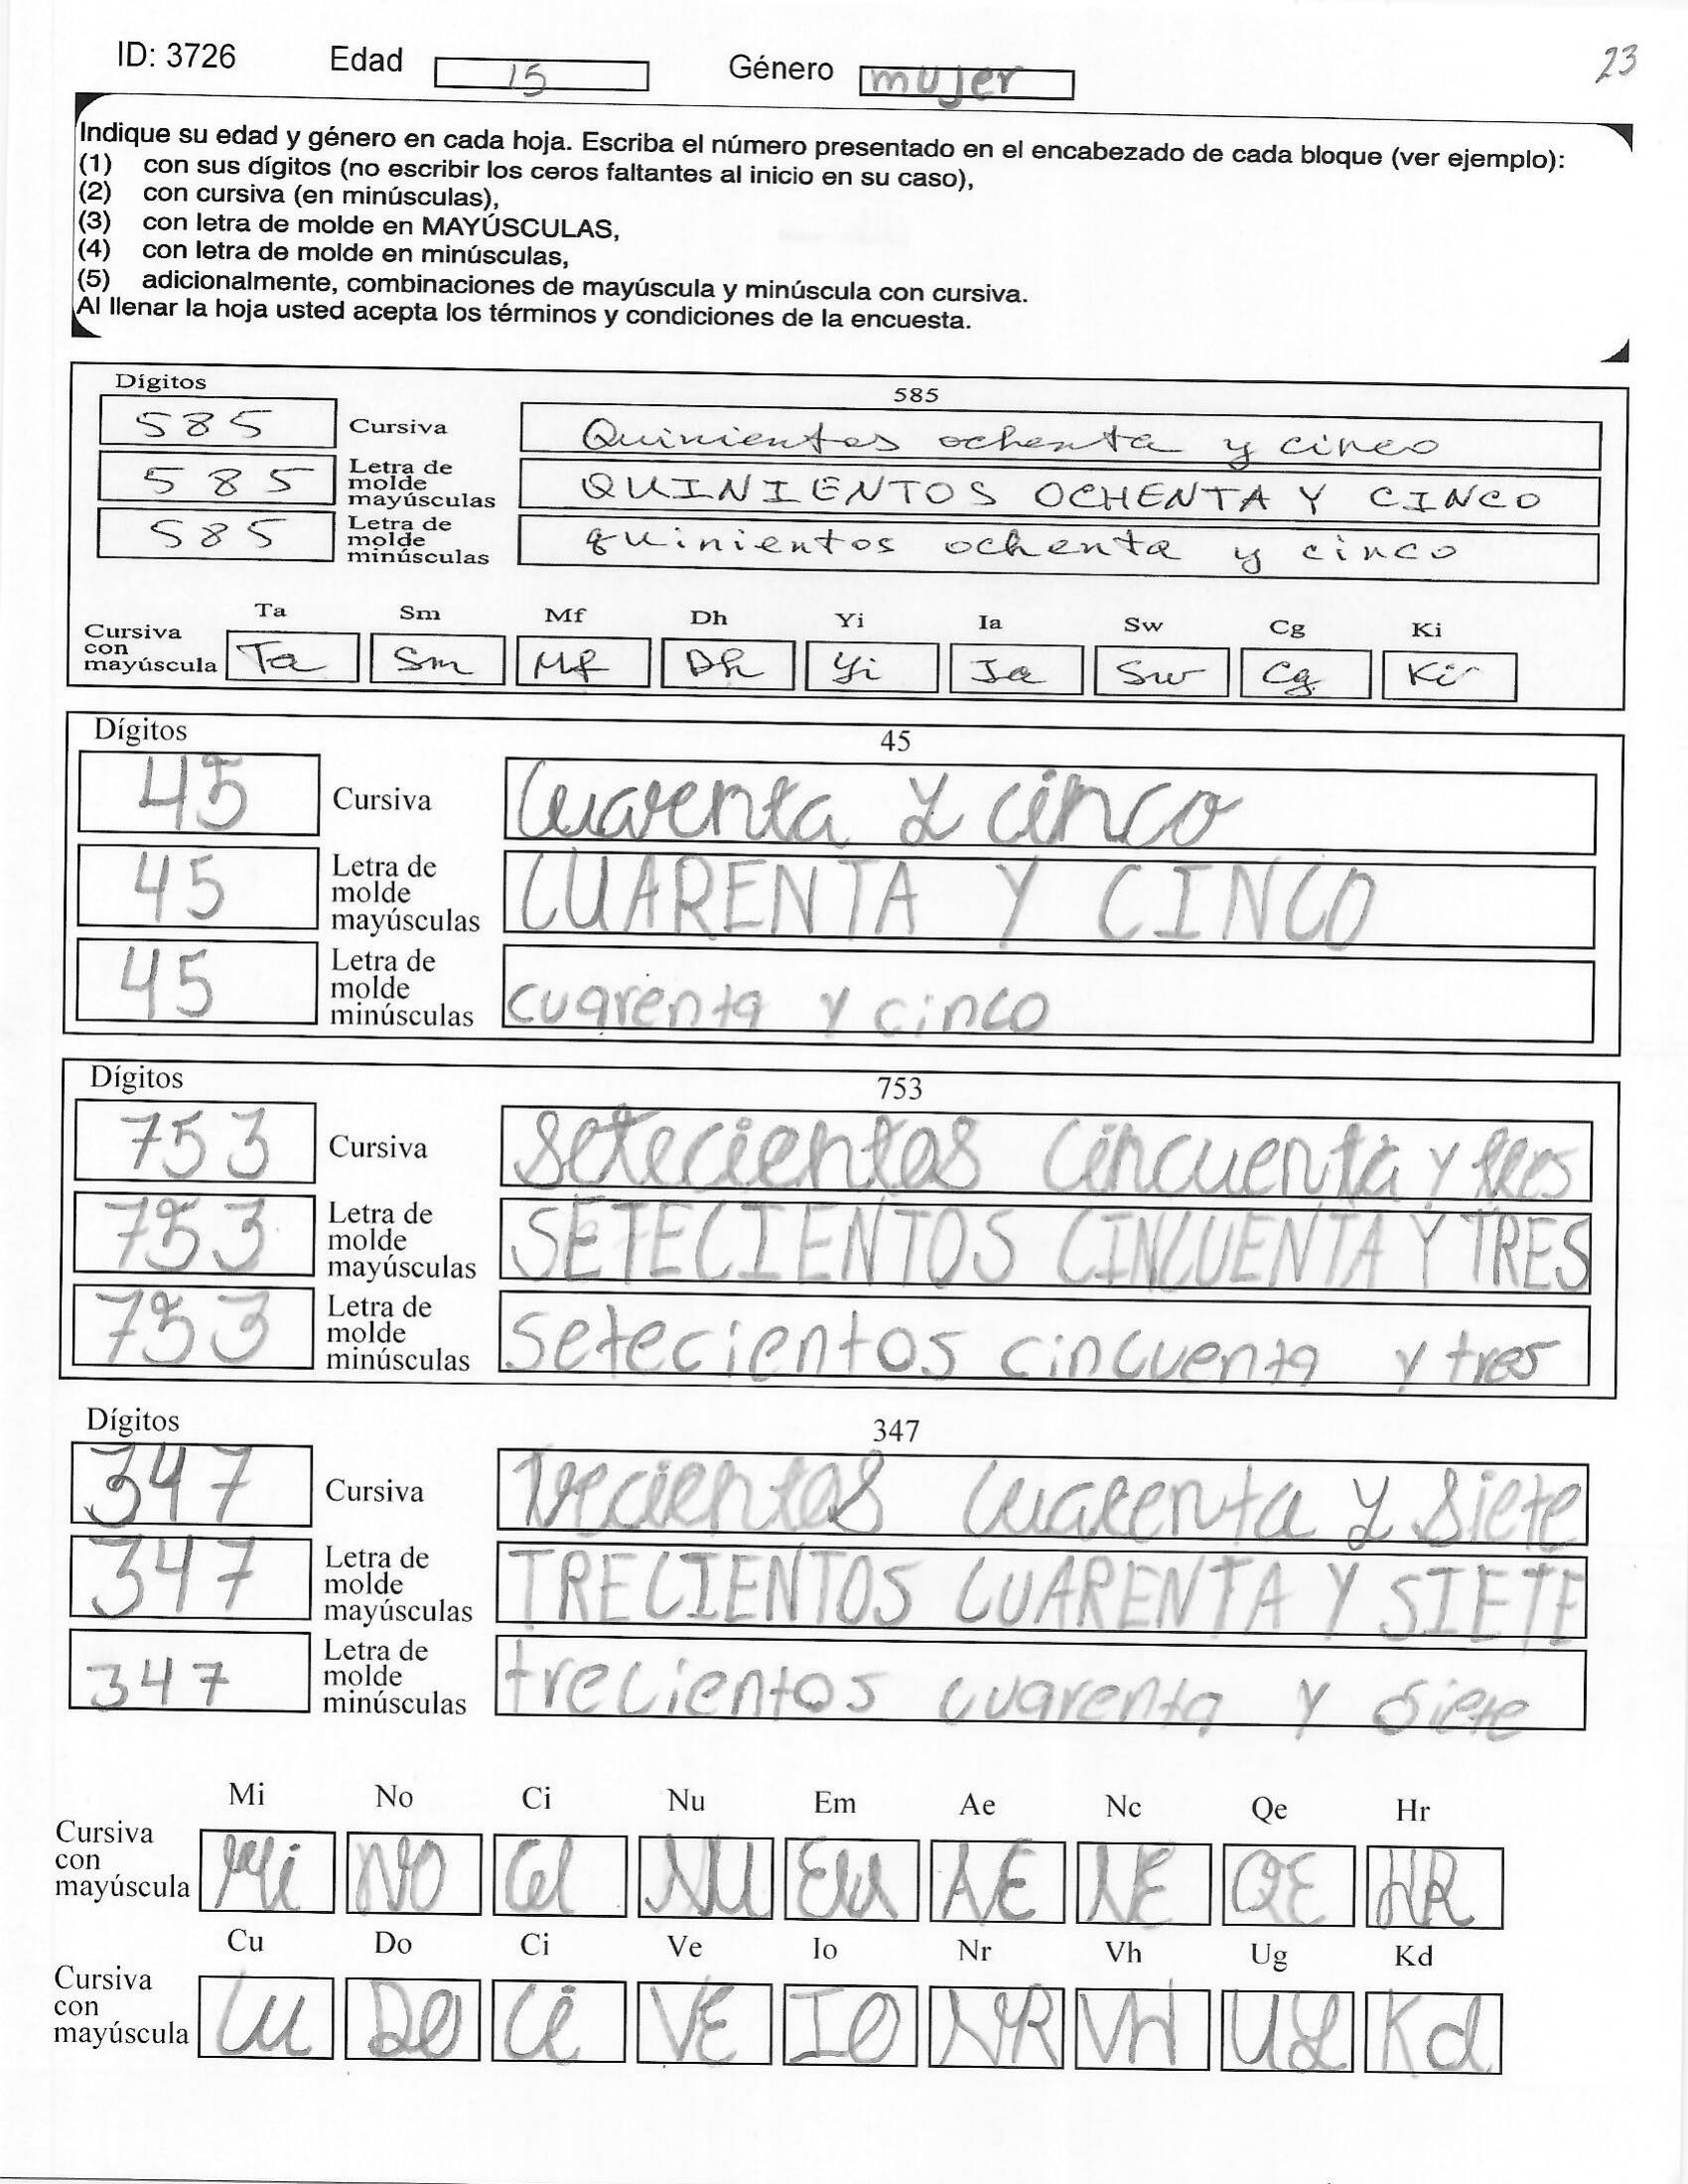 ID: 3726 Edad 15 Género mujer 23
Indique su edad y género en cada hoja. Escriba el número presentado en el encabezado de cada bloque (ver ejemplo):
(1) con sus dígitos (no escribir los ceros faltantes al inicio en su caso),
(2) con cursiva (en minúsculas),
(3) con letra de molde en MAYÚSCULAS,
(4) con letra de molde en minúsculas,
(5) adicionalmente, combinaciones de mayúscula y minúscula con cursiva.
Al llenar la hoja usted acepta los términos y condiciones de la encuesta.
Dígitos 585
585 Cursiva Quinientos ochenta y cinco
585 Letra de molde mayúsculas QUINIENTOS OCHENTA Y CINCO
585 Letra de molde minúsculas quinientos ochenta y cinco
Ta Sm Mf Dh Yi Ia Sw Cg Ki
Cursiva con mayúscula Ta Sm Mf Dh Yi Ia Sw Cg Ki
Dígitos 45
45 Cursiva Cuarenta y cinco
45 Letra de molde mayúsculas CUARENTA Y CINCO
45 Letra de molde minúsculas cuarenta y cinco
Dígitos 753
753 Cursiva Setecientos cincuenta y tres
753 Letra de molde mayúsculas SETECIENTOS CINCUENTA Y TRES
753 Letra de molde minúsculas setecientos cincuenta y tres
Dígitos 347
347 Cursiva Trecientos cuarenta y siete
347 Letra de molde mayúsculas TRECIENTOS CUARENTA Y SIETE
347 Letra de molde minúsculas trecientos cuarenta y siete
Mi No Ci Nu Em Ae Nc Qe Hr
Cursiva con mayúscula Mi NO Ci NU EM AE NE QE HR
Cu Do Ci Ve Io Nr Vh Ug Kd
Cursiva con mayúscula Cu DO Ci VE IO NR VH Kd